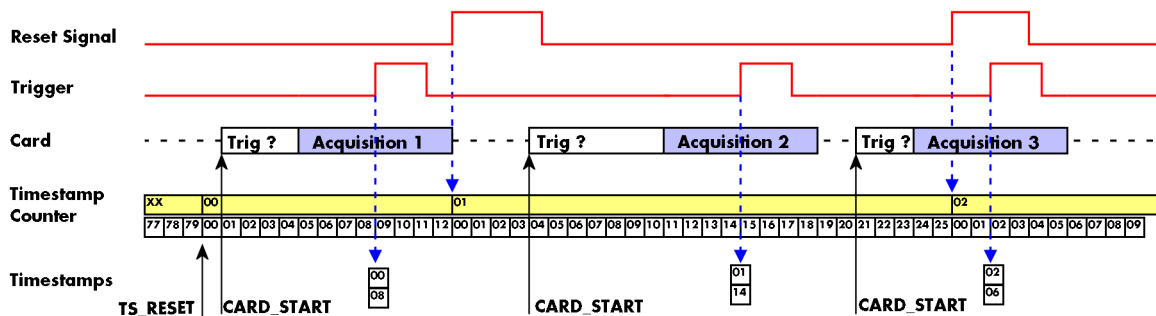 Reset Signal
Trigger
Card
Trig ? Acquisition 1 Trig ? Acquisition 2 Trig ? Acquisition 3
Timestamp
Counter
XX 00 01 02
77 78 79 00 01 02 03 04 05 06 07 08 09 10 11 12 00 01 02 03 04 05 06 07 08 09 10 11 12 13 14 15 16 17 18 19 20 21 22 23 24 25 00 01 02 03 04 05 06 07 08 09
Timestamps
00 01 02
08 14 06
TS_RESET CARD_START CARD_START CARD_START